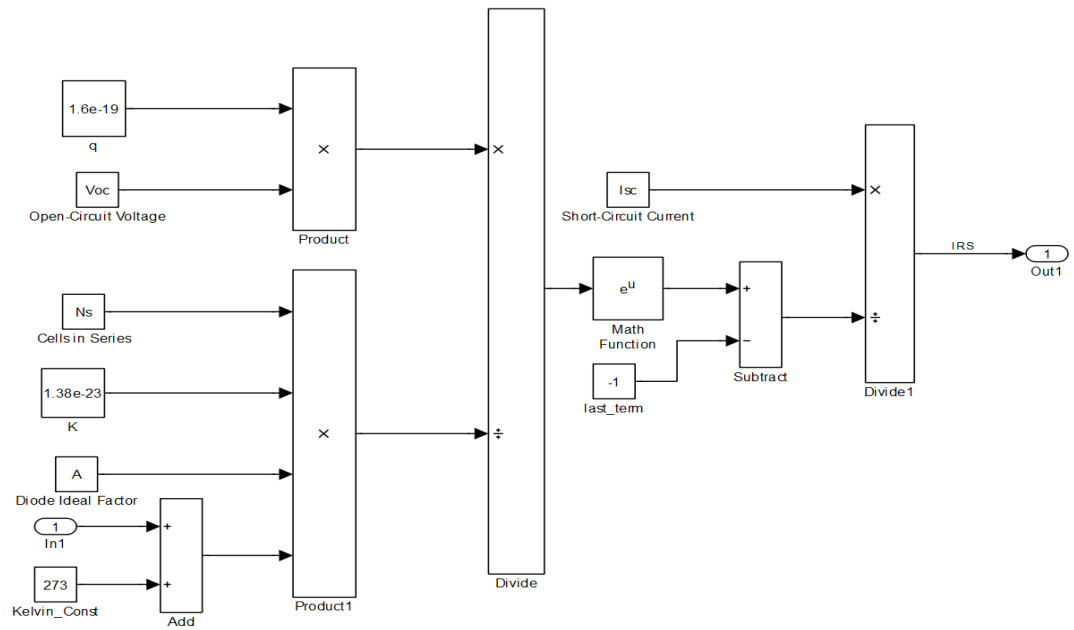 1.6e-19
q
Voc
Open-Circuit Voltage
×
Product
Ns
Cells in Series
1.38e-23
K
A
Diode Ideal Factor
1
In1
273
Kelvin_Const
+
+
Add
×
Product1
×
÷
Divide
e^u
Math
Function
-1
last_term
+
−
Subtract
Isc
Short-Circuit Current
×
÷
Divide1
IRS
1
Out1